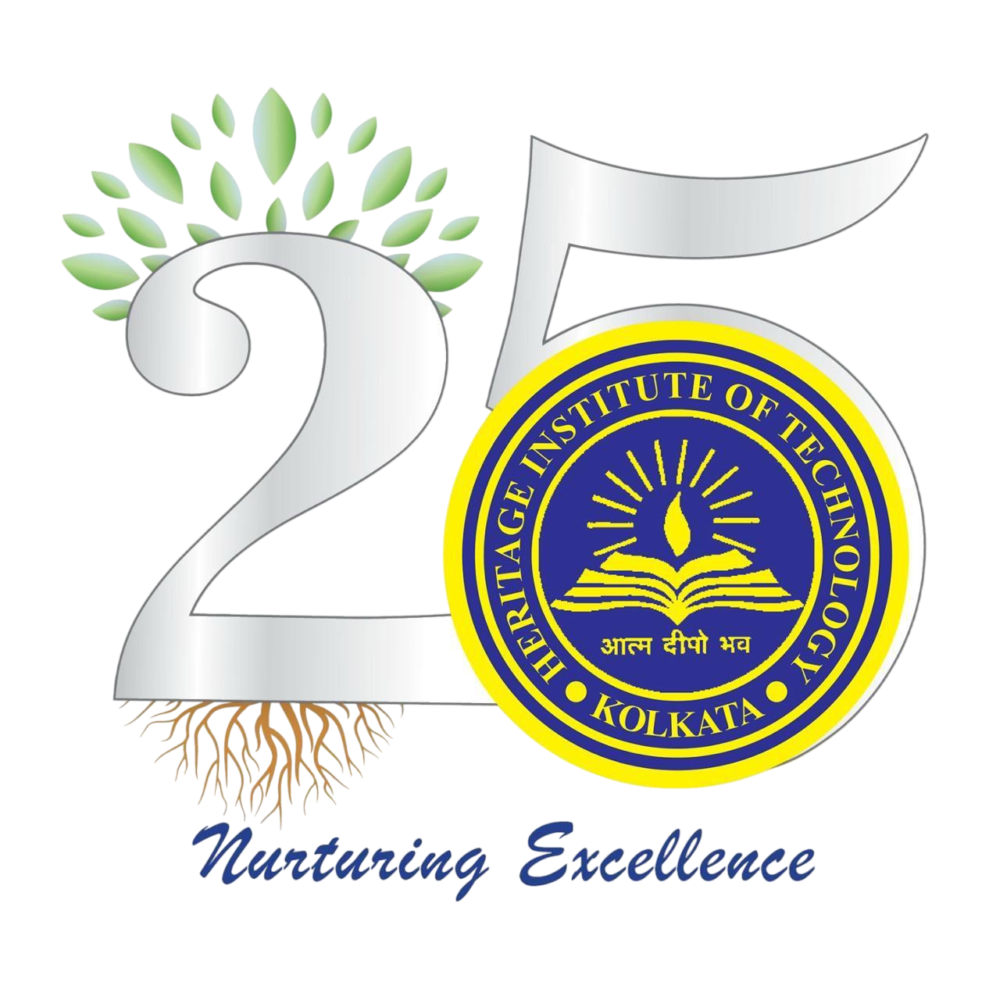 25
HERITAGE INSTITUTE OF TECHNOLOGY
आत्म दीपो भव
KOLKATA
Nurturing Excellence